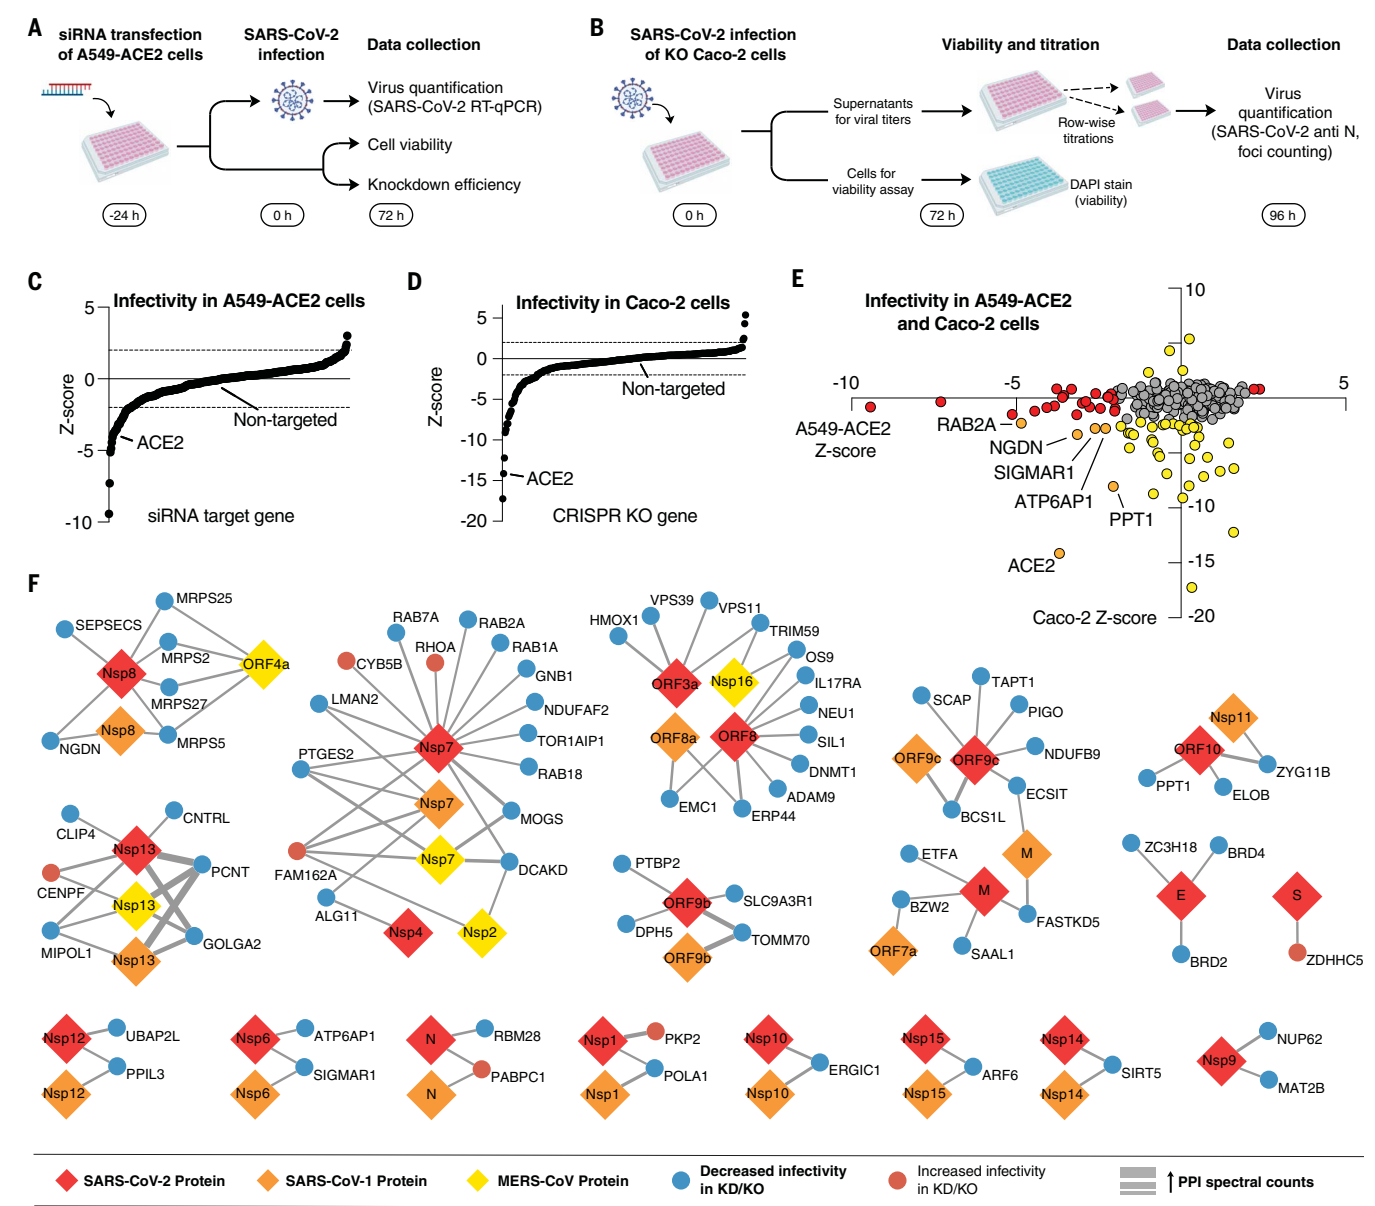 A
siRNA transfection
of A549-ACE2 cells
SARS-CoV-2
infection
Data collection
Virus quantification
(SARS-CoV-2 RT-qPCR)
Cell viability
Knockdown efficiency
-24 h
0 h
72 h
B
SARS-CoV-2 infection
of KO Caco-2 cells
Viability and titration
Data collection
Supernatants
for viral titers
Row-wise
titrations
Virus
quantification
(SARS-CoV-2 anti N,
foci counting)
Cells for
viability assay
DAPI stain
(viability)
0 h
72 h
96 h
C
Infectivity in A549-ACE2 cells
5
0
-5
-10
Z-score
Non-targeted
ACE2
siRNA target gene
D
Infectivity in Caco-2 cells
5
0
-5
-10
-15
-20
Z-score
Non-targeted
ACE2
CRISPR KO gene
E
Infectivity in A549-ACE2
and Caco-2 cells
10
-10
-5
5
A549-ACE2
Z-score
RAB2A
NGDN
SIGMAR1
ATP6AP1
PPT1
ACE2
-10
-15
-20
Caco-2 Z-score
F
SEPSECS
MRPS25
MRPS2
MRPS27
MRPS5
NGDN
Nsp8
Nsp8
ORF4a
CLIP4
CNTRL
Nsp13
PCNT
CENPF
Nsp13
MIPOL1
GOLGA2
Nsp13
RAB7A
RAB2A
CYB5B
RHOA
RAB1A
GNB1
LMAN2
NDUFAF2
PTGES2
Nsp7
TOR1AIP1
RAB18
Nsp7
MOGS
Nsp7
FAM162A
DCAKD
ALG11
Nsp4
Nsp2
HMOX1
VPS39
VPS11
TRIM59
OS9
ORF3a
Nsp16
IL17RA
NEU1
ORF8a
ORF8
SIL1
DNMT1
ADAM9
EMC1
ERP44
PTBP2
ORF9b
SLC9A3R1
DPH5
TOMM70
ORF9b
SCAP
TAPT1
PIGO
ORF9c
ORF9c
NDUFB9
ECSIT
BCS1L
ETFA
M
M
BZW2
FASTKD5
ORF7a
SAAL1
Nsp11
ORF10
PPT1
ELOB
ZYG11B
ZC3H18
BRD4
E
BRD2
S
ZDHHC5
Nsp12
UBAP2L
PPIL3
Nsp12
Nsp6
ATP6AP1
SIGMAR1
Nsp6
N
RBM28
PABPC1
N
Nsp1
PKP2
POLA1
Nsp1
Nsp10
ERGIC1
Nsp10
Nsp15
ARF6
Nsp15
Nsp14
SIRT5
Nsp14
Nsp9
NUP62
MAT2B
SARS-CoV-2 Protein
SARS-CoV-1 Protein
MERS-CoV Protein
Decreased infectivity
in KD/KO
Increased infectivity
in KD/KO
PPI spectral counts